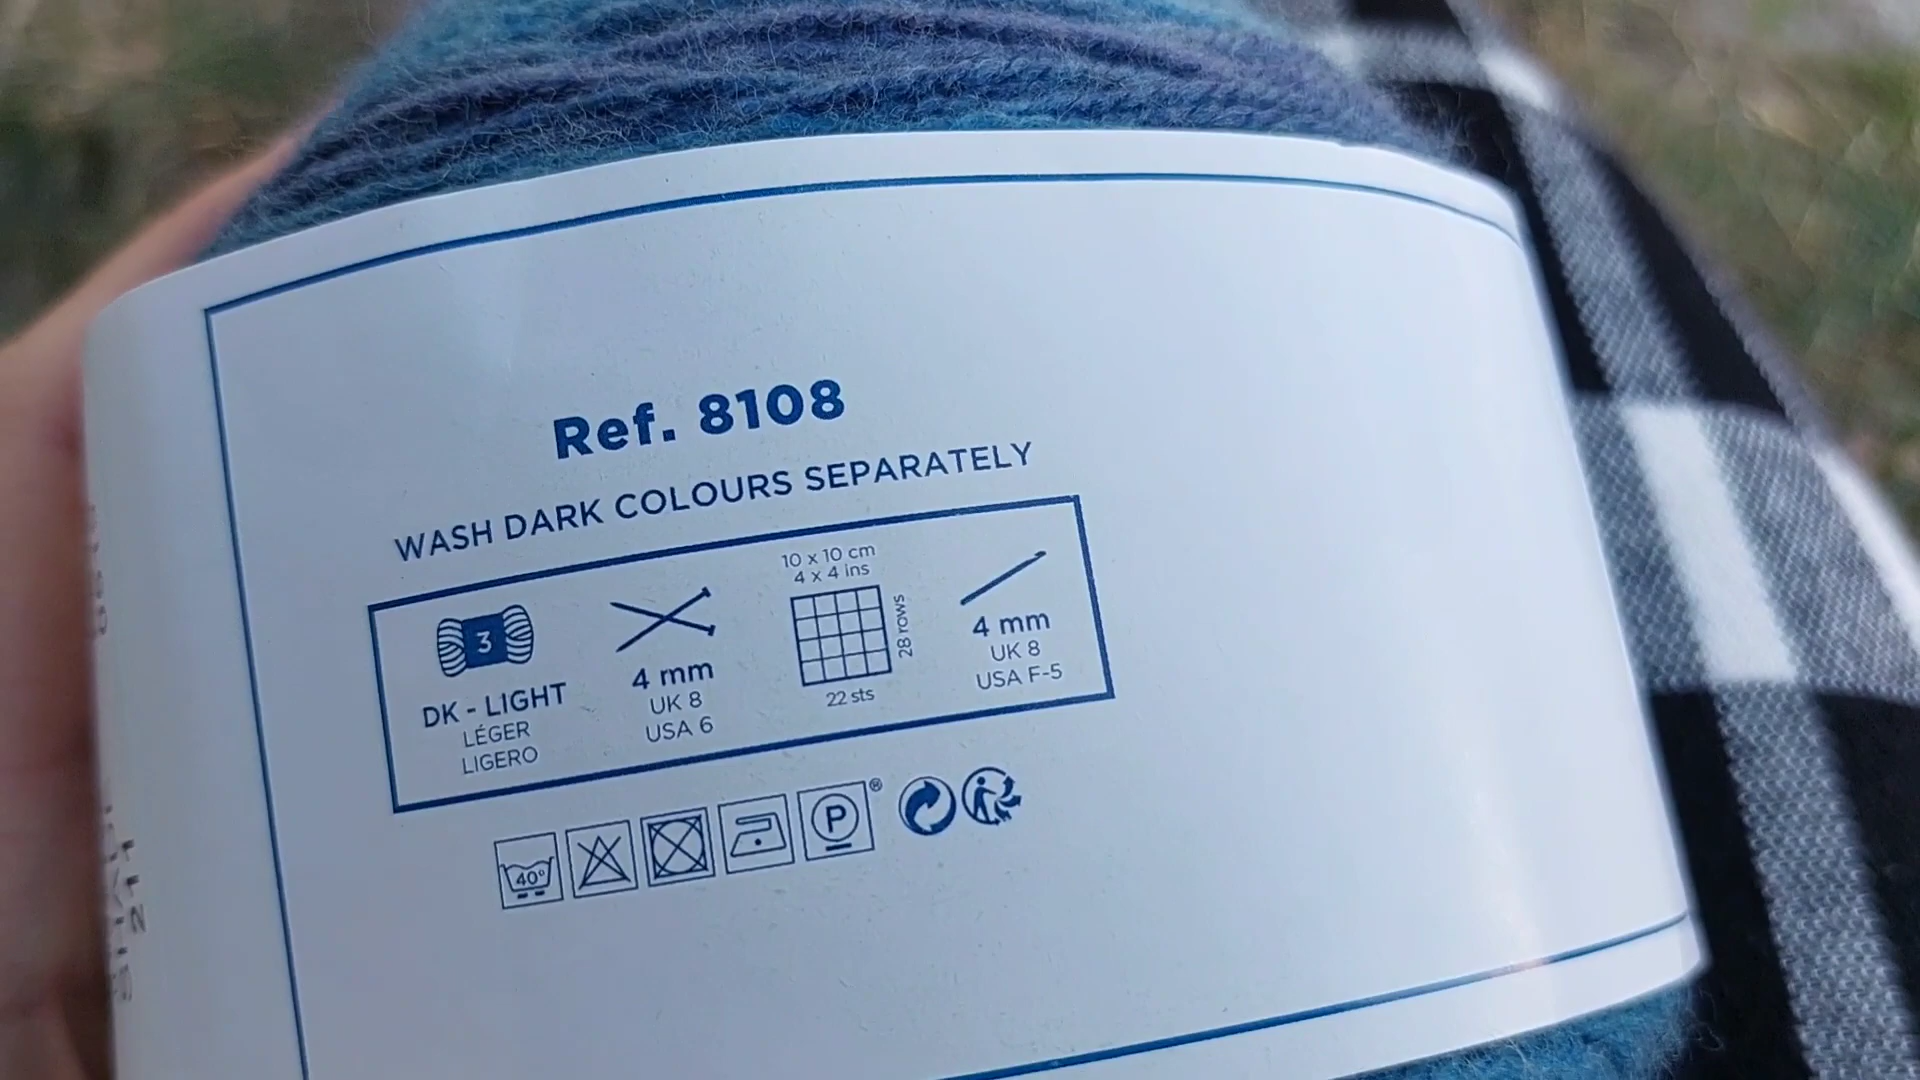 Ref. 8108
WASH DARK COLOURS SEPARATELY
3
DK - LIGHT
LÉGER
LIGERO
4 mm
UK 8
USA 6
10 x 10 cm
4 x 4 ins
28 rows
22 sts
4 mm
UK 8
USA F-5
40°
P
®